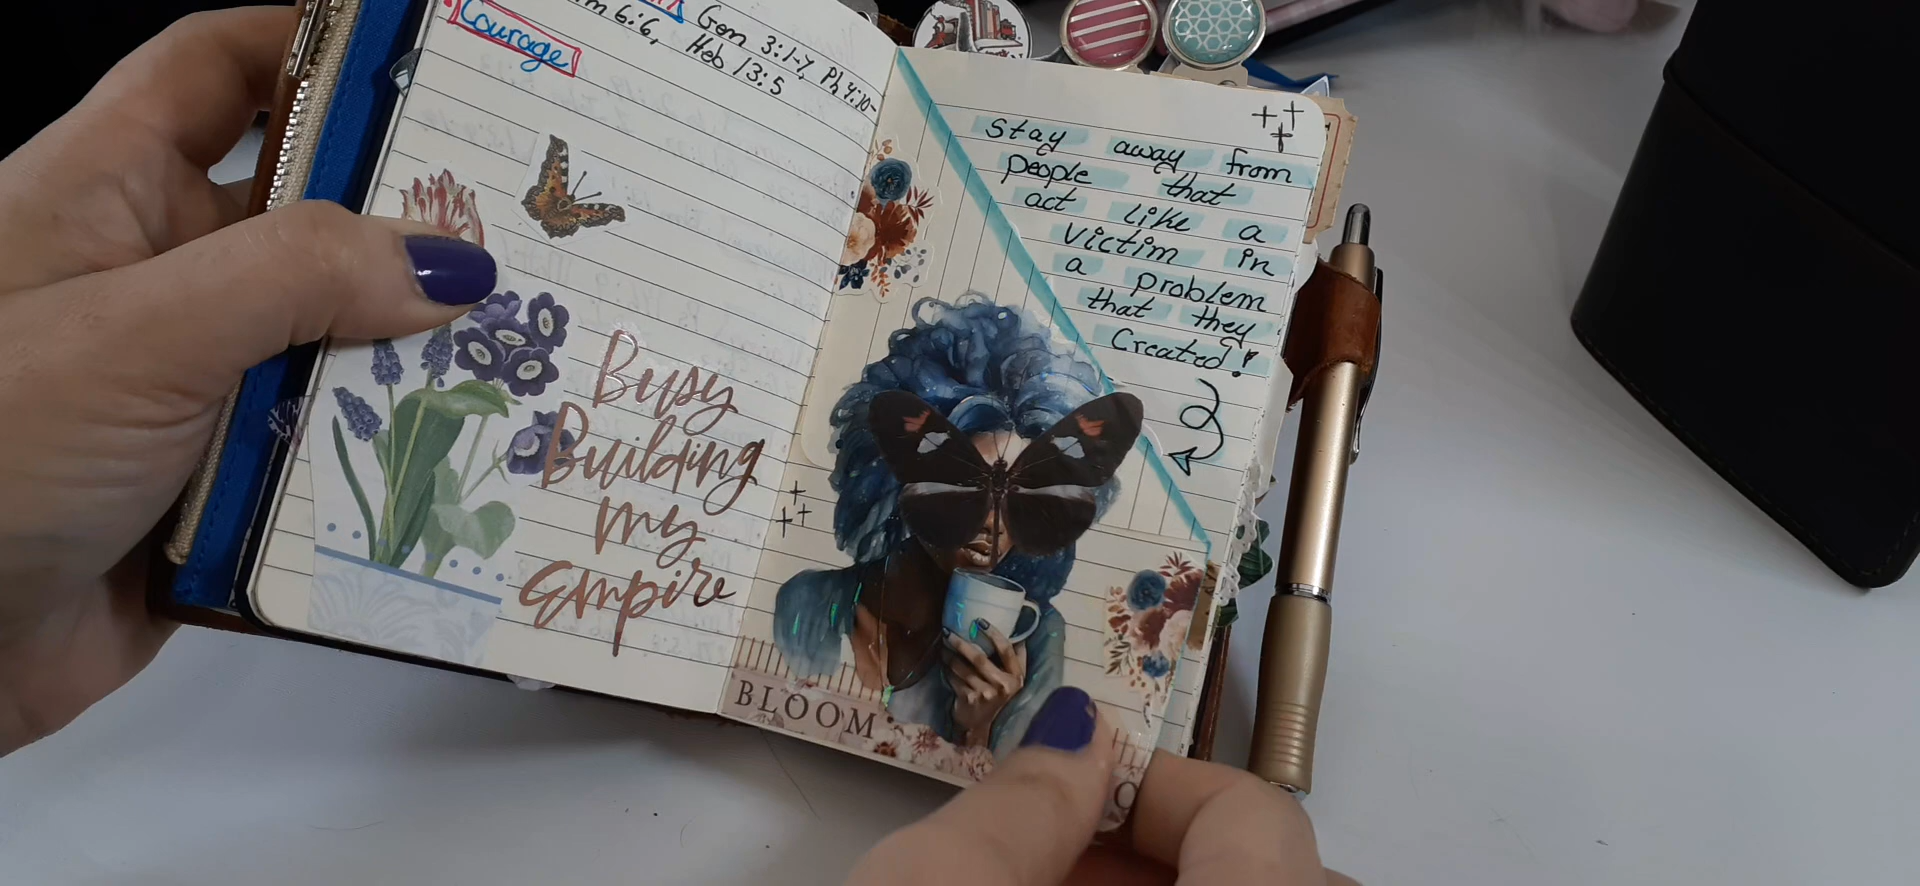 Courage
Gen 3:1-7, Ph 4:10-
6:6, Heb 13:5
Busy
Building
my
Empire
stay away from
people that
act like a
victim in
a problem
that they
Created!
BLOOM